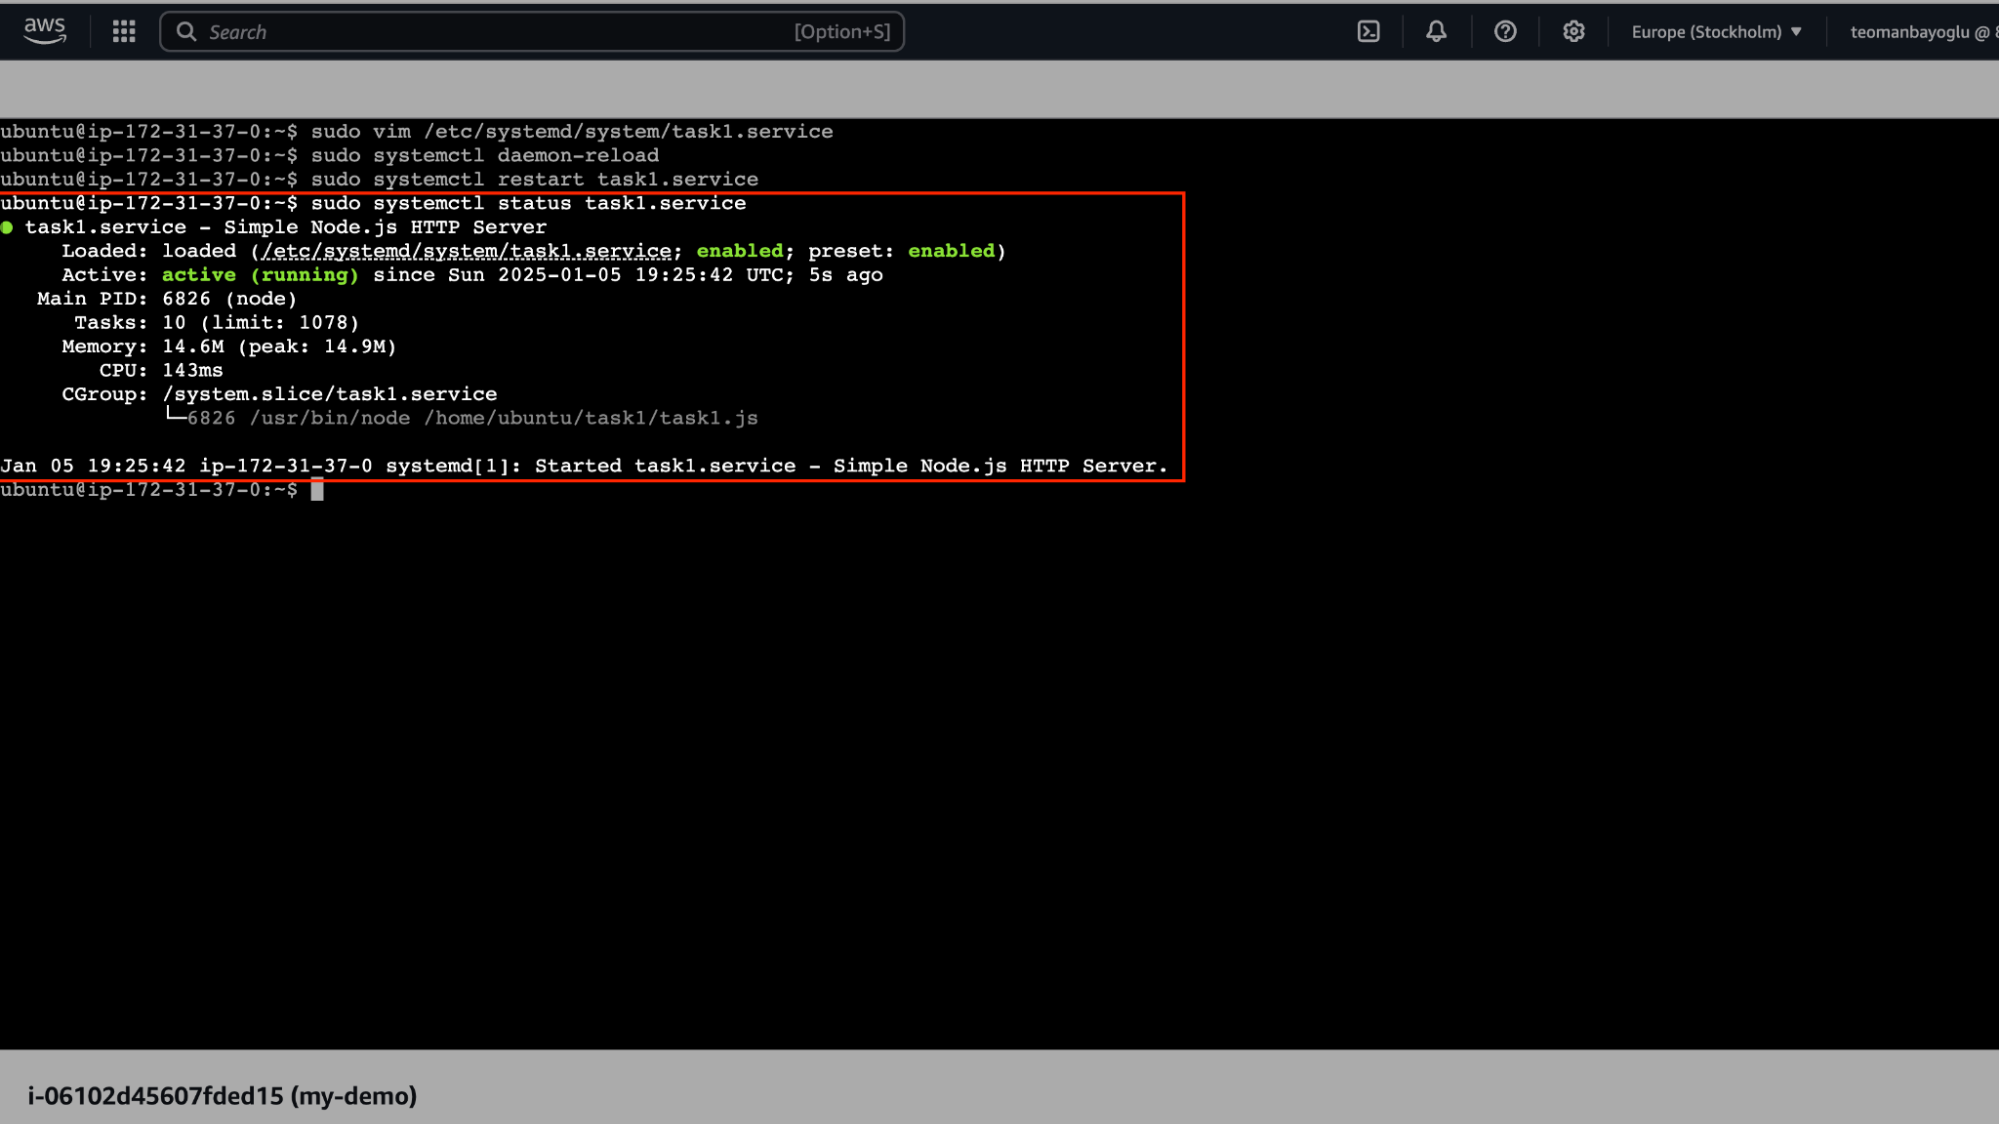 aws
Search [Option+S] Europe (Stockholm) ▼ teomanbayoglu @
ubuntu@ip-172-31-37-0:~$ sudo vim /etc/systemd/system/task1.service
ubuntu@ip-172-31-37-0:~$ sudo systemctl daemon-reload
ubuntu@ip-172-31-37-0:~$ sudo systemctl restart task1.service
ubuntu@ip-172-31-37-0:~$ sudo systemctl status task1.service
● task1.service - Simple Node.js HTTP Server
Loaded: loaded (/etc/systemd/system/task1.service; enabled; preset: enabled)
Active: active (running) since Sun 2025-01-05 19:25:42 UTC; 5s ago
Main PID: 6826 (node)
Tasks: 10 (limit: 1078)
Memory: 14.6M (peak: 14.9M)
CPU: 143ms
CGroup: /system.slice/task1.service
└─6826 /usr/bin/node /home/ubuntu/task1/task1.js
Jan 05 19:25:42 ip-172-31-37-0 systemd[1]: Started task1.service - Simple Node.js HTTP Server.
ubuntu@ip-172-31-37-0:~$
i-06102d45607fded15 (my-demo)